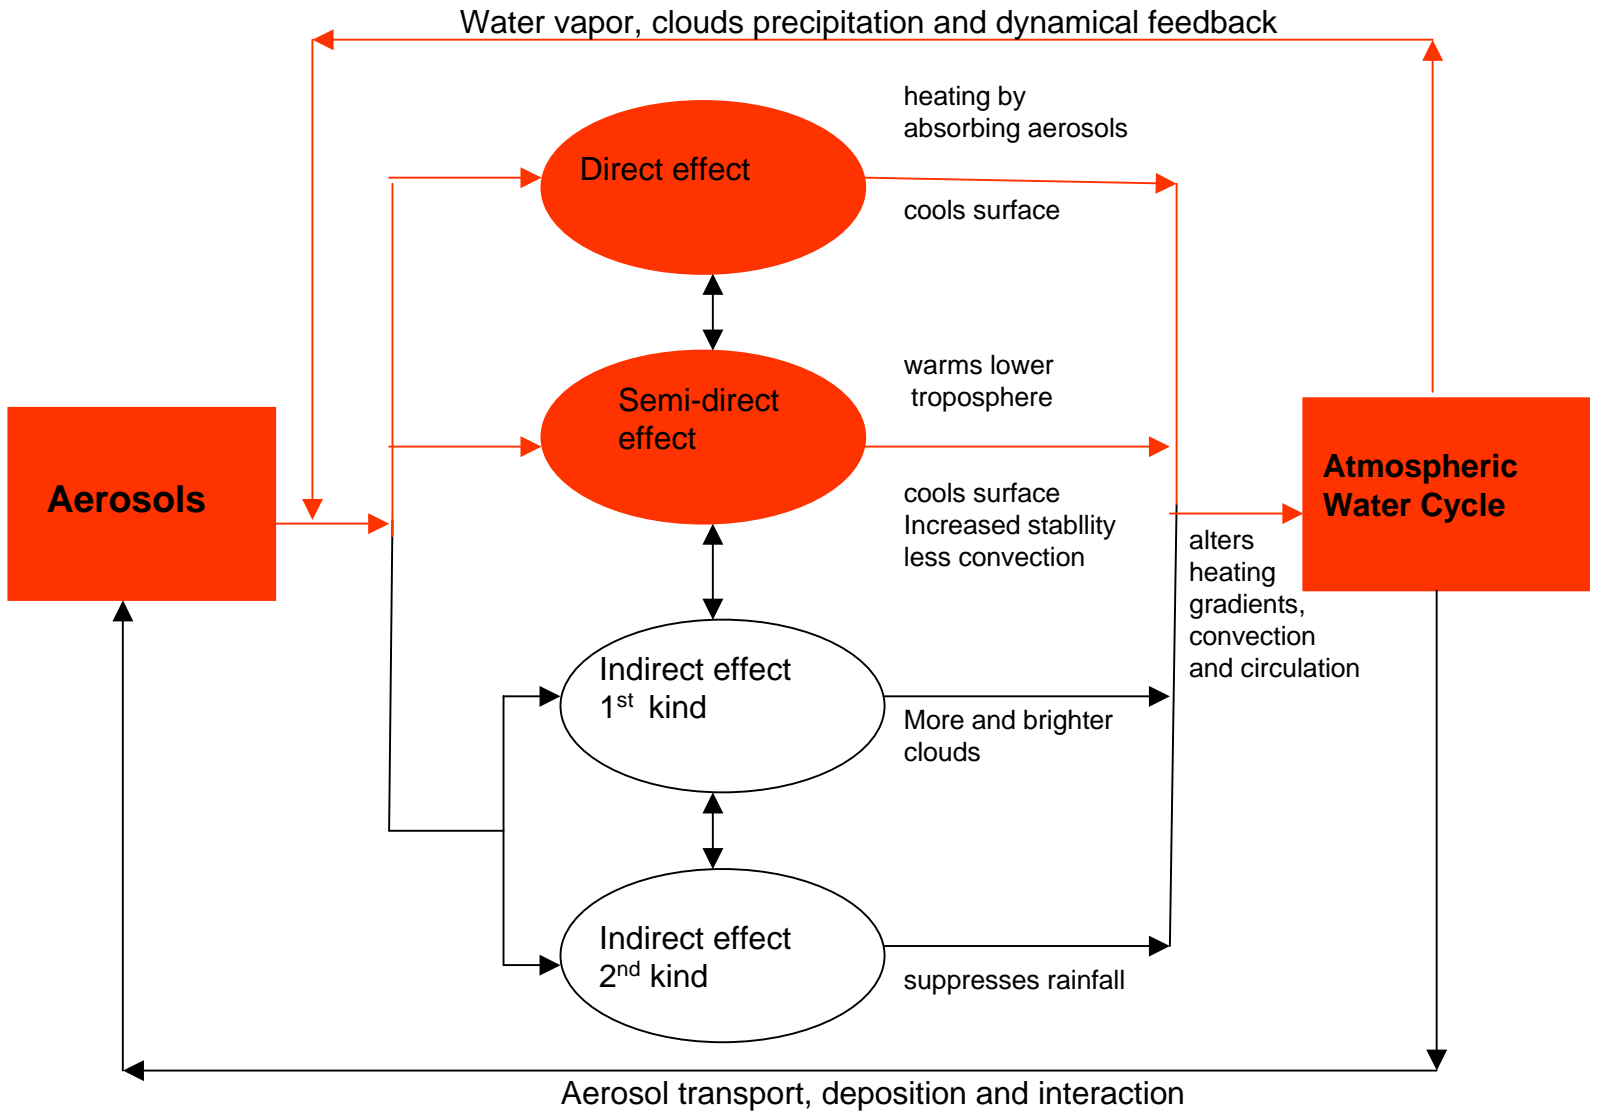 Water vapor, clouds precipitation and dynamical feedback
heating by
absorbing aerosols
Direct effect
cools surface
warms lower
troposphere
Semi-direct
effect
Aerosols
Atmospheric
Water Cycle
cools surface
Increased stabllity
less convection
alters
heating
gradients,
convection
and circulation
Indirect effect
1st kind
More and brighter
clouds
Indirect effect
2nd kind
suppresses rainfall
Aerosol transport, deposition and interaction